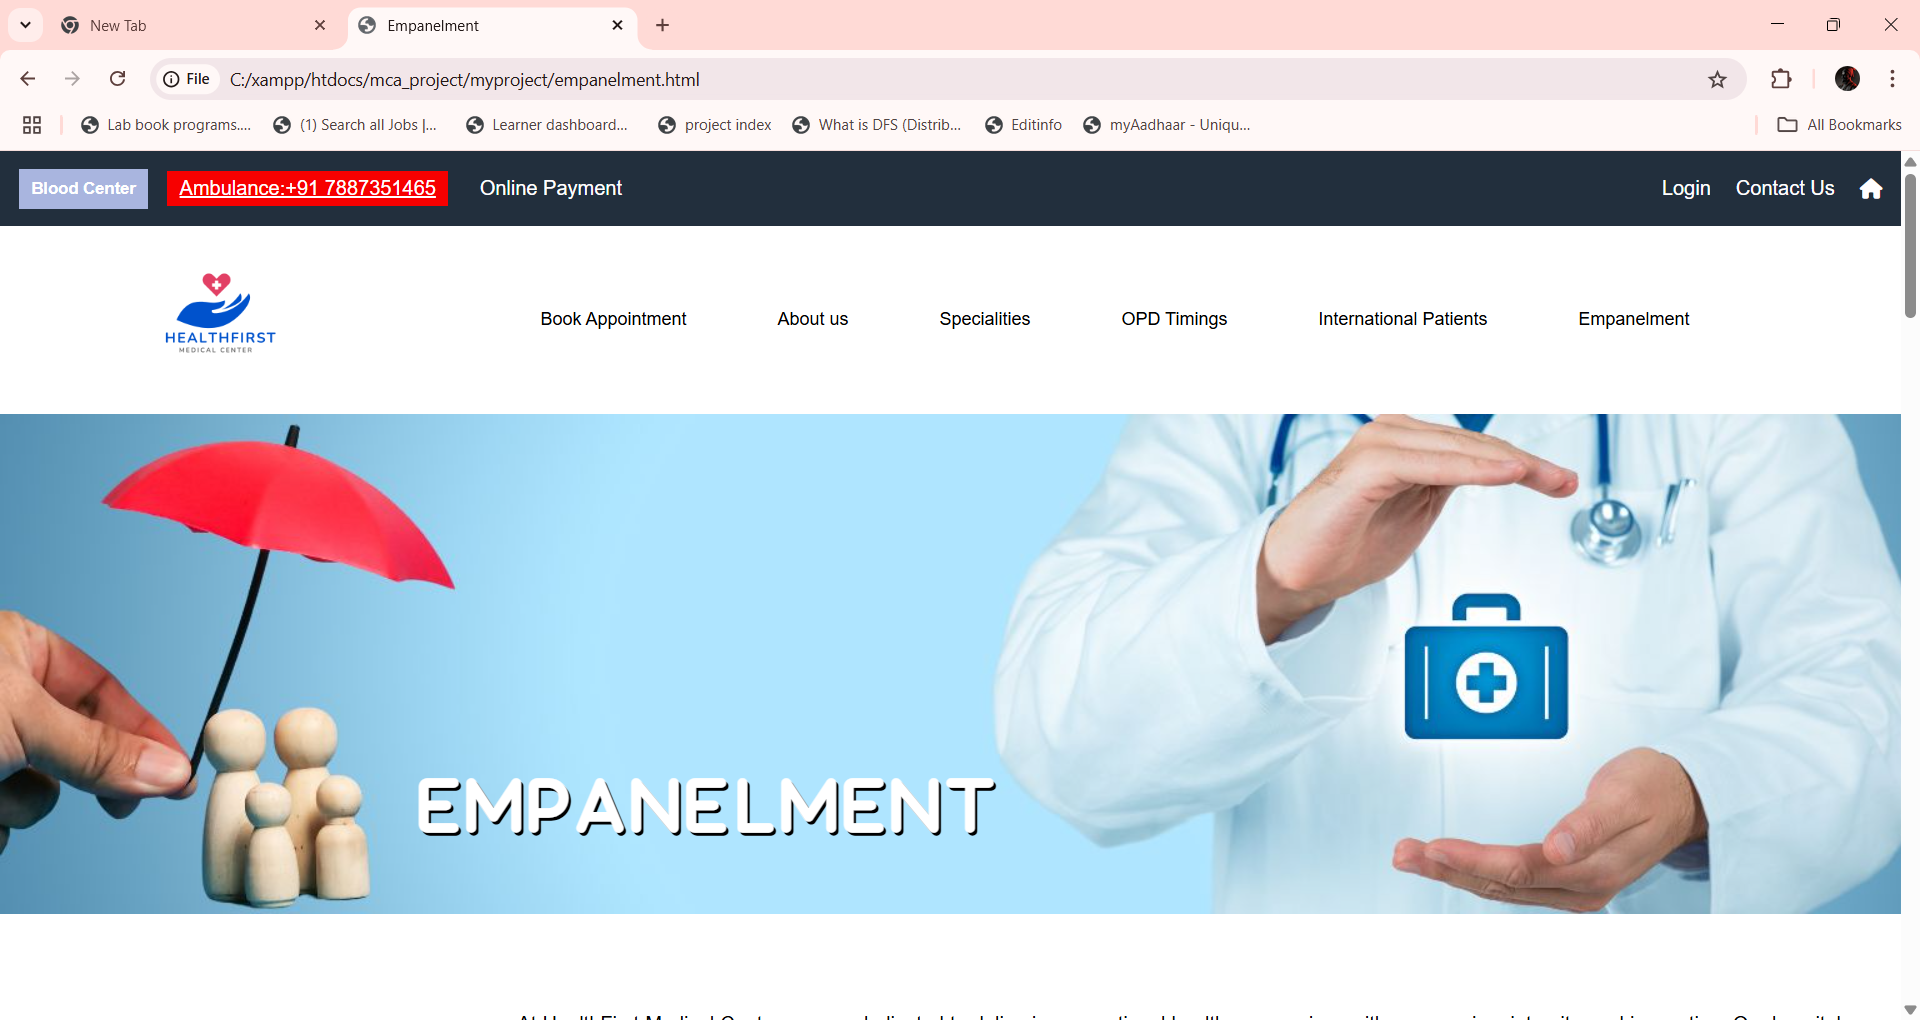 New Tab
Empanelment
File C:/xampp/htdocs/mca_project/myproject/empanelment.html
Lab book programs.... (1) Search all Jobs |... Learner dashboard... project index What is DFS (Distrib... Editinfo myAadhaar - Uniqu... All Bookmarks
Blood Center Ambulance:+91 7887351465 Online Payment Login Contact Us
HEALTHFIRST
MEDICAL CENTER
Book Appointment About us Specialities OPD Timings International Patients Empanelment
EMPANELMENT